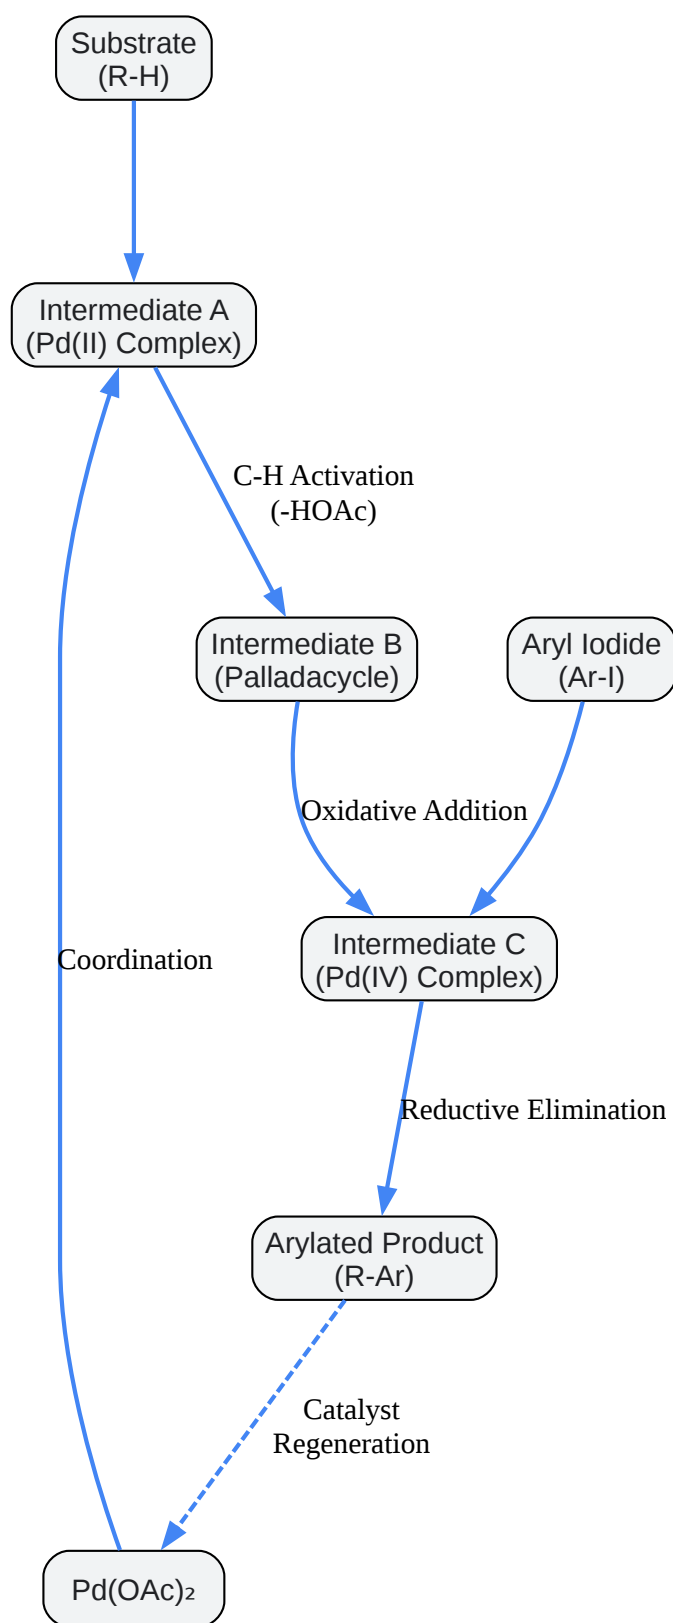 Substrate
(R-H)
Intermediate A
(Pd(II) Complex)
C-H Activation
(-HOAc)
Intermediate B
(Palladacycle)
Aryl Iodide
(Ar-I)
Oxidative Addition
Intermediate C
(Pd(IV) Complex)
Coordination
Reductive Elimination
Arylated Product
(R-Ar)
Catalyst
Regeneration
Pd(OAc)₂